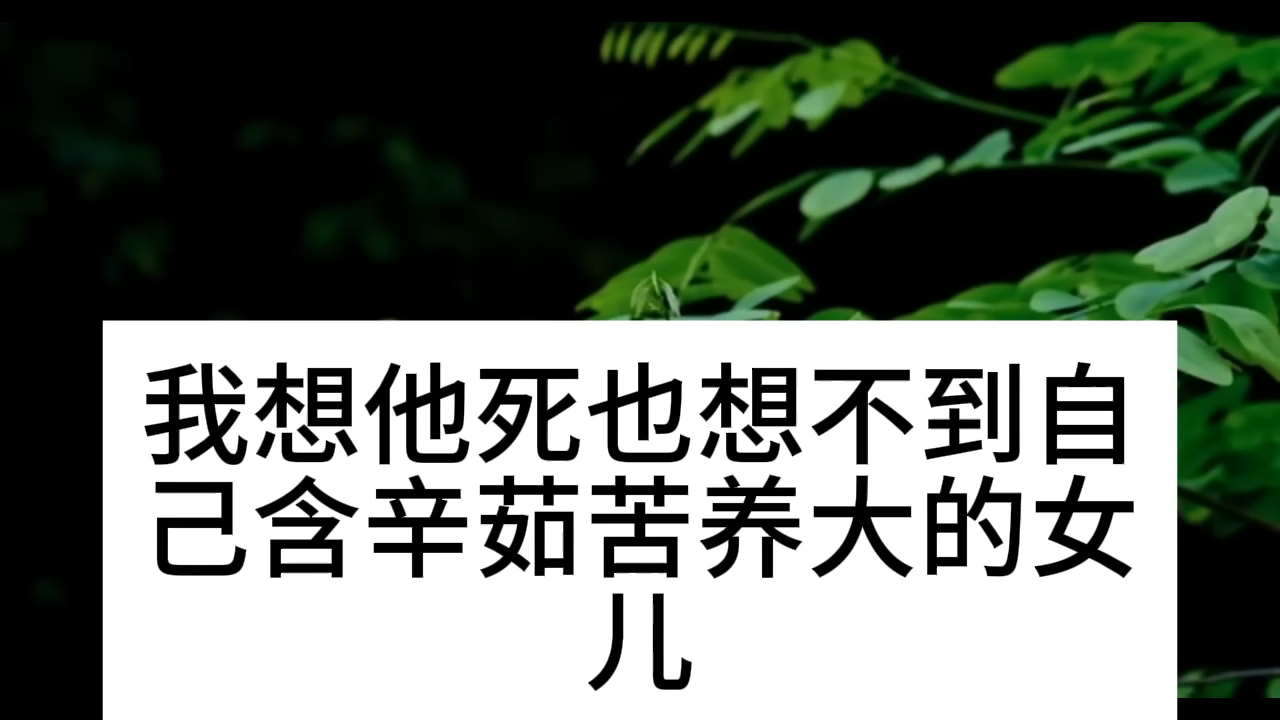 我想他死也想不到自
己含辛茹苦养大的女
儿